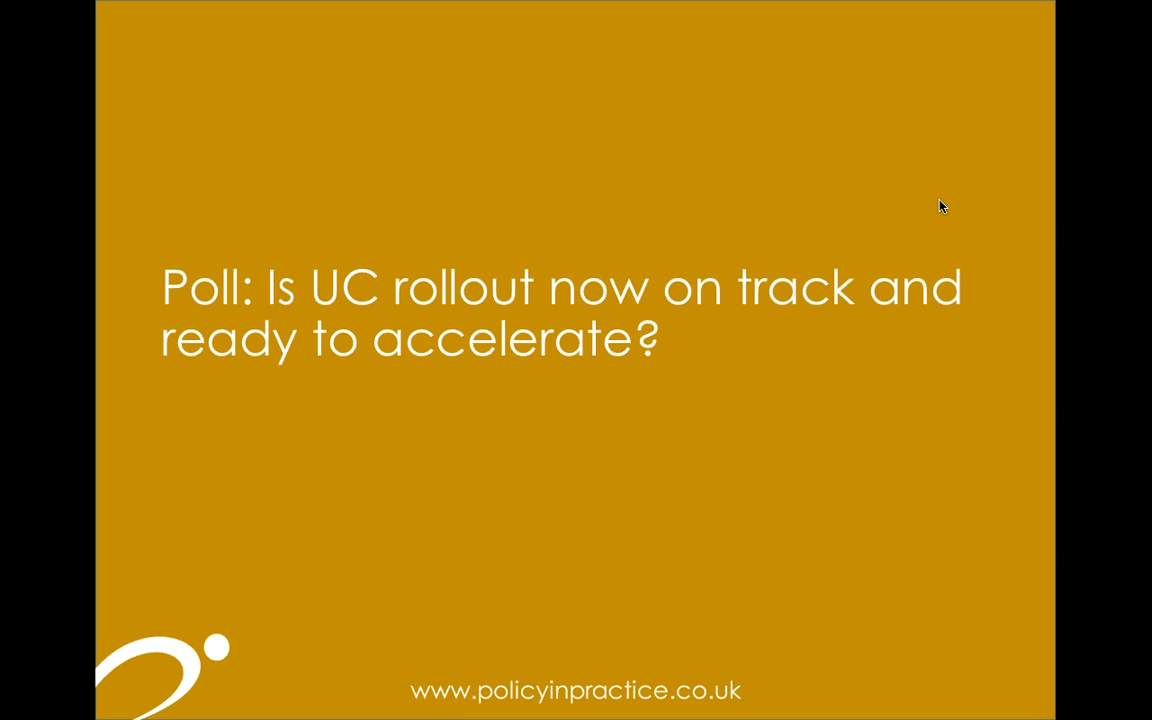 Poll: Is UC rollout now on track and
ready to accelerate?
www.policyinpractice.co.uk